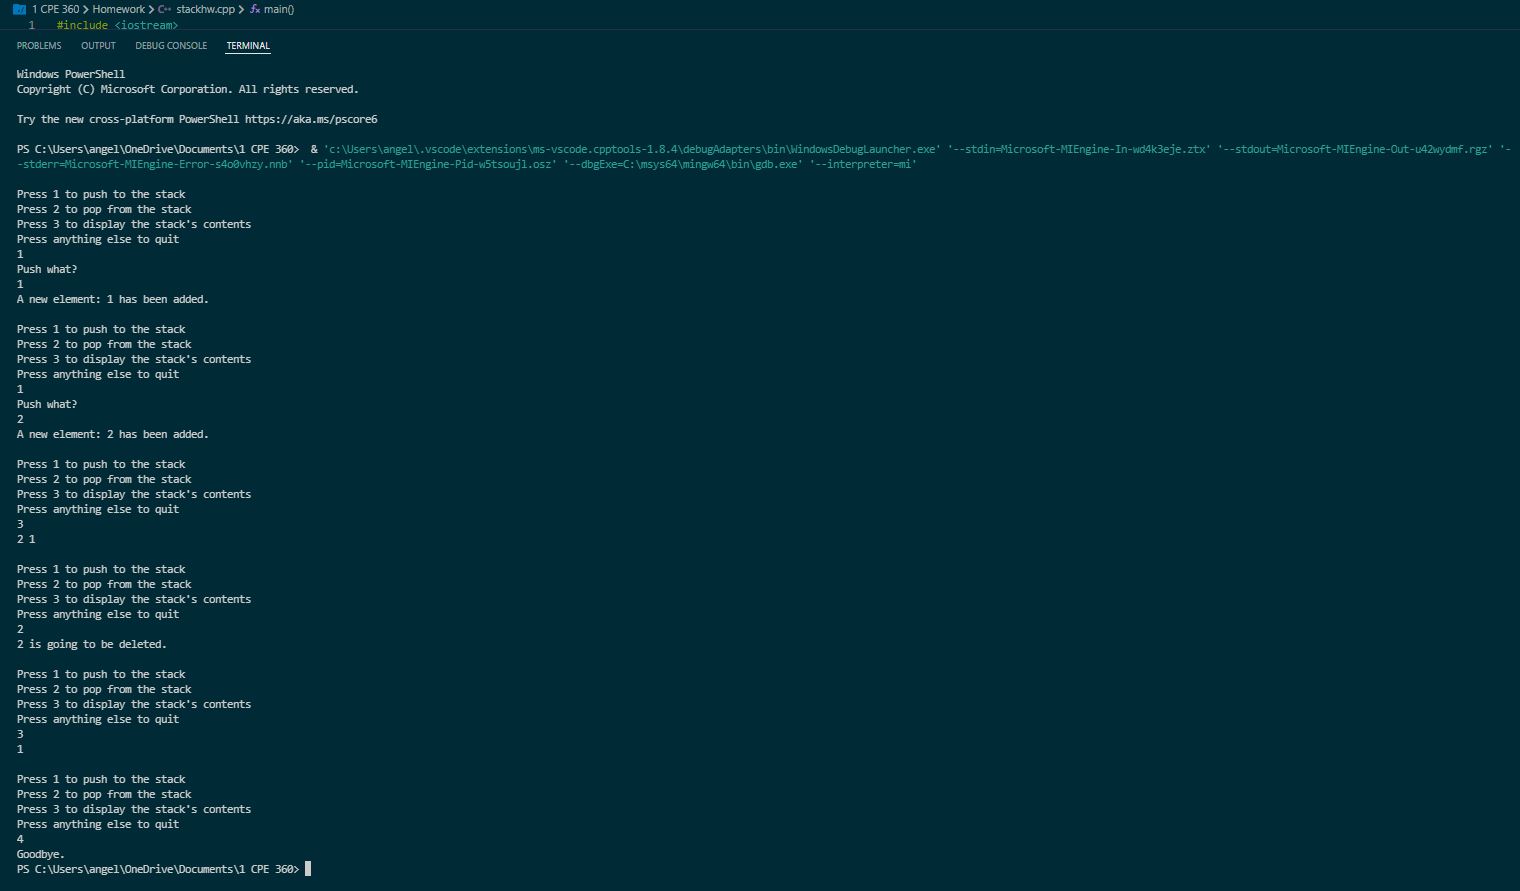 1 CPE 360 > Homework > C++ stackhw.cpp > main()
1 #include <iostream>
PROBLEMS OUTPUT DEBUG CONSOLE TERMINAL
Windows PowerShell
Copyright (C) Microsoft Corporation. All rights reserved.
Try the new cross-platform PowerShell https://aka.ms/pscore6
PS C:\Users\angel\OneDrive\Documents\1 CPE 360>  & 'c:\Users\angel\.vscode\extensions\ms-vscode.cpptools-1.8.4\debugAdapters\bin\WindowsDebugLauncher.exe' '--stdin=Microsoft-MIEngine-In-wd4k3eje.ztx' '--stdout=Microsoft-MIEngine-Out-u42wydmf.rgz' '-
-stderr=Microsoft-MIEngine-Error-s4o0vhzy.nnb' '--pid=Microsoft-MIEngine-Pid-w5tsoujl.osz' '--dbgExe=C:\msys64\mingw64\bin\gdb.exe' '--interpreter=mi'
Press 1 to push to the stack
Press 2 to pop from the stack
Press 3 to display the stack's contents
Press anything else to quit
1
Push what?
1
A new element: 1 has been added.
Press 1 to push to the stack
Press 2 to pop from the stack
Press 3 to display the stack's contents
Press anything else to quit
1
Push what?
2
A new element: 2 has been added.
Press 1 to push to the stack
Press 2 to pop from the stack
Press 3 to display the stack's contents
Press anything else to quit
3
2 1
Press 1 to push to the stack
Press 2 to pop from the stack
Press 3 to display the stack's contents
Press anything else to quit
2
2 is going to be deleted.
Press 1 to push to the stack
Press 2 to pop from the stack
Press 3 to display the stack's contents
Press anything else to quit
3
1
Press 1 to push to the stack
Press 2 to pop from the stack
Press 3 to display the stack's contents
Press anything else to quit
4
Goodbye.
PS C:\Users\angel\OneDrive\Documents\1 CPE 360>